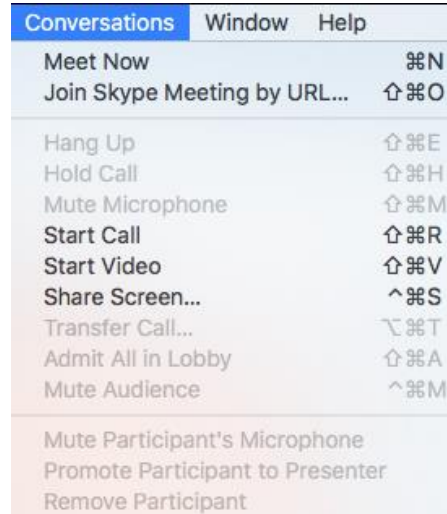 Conversations Window Help
Meet Now ⌘N
Join Skype Meeting by URL... ⇧⌘O
Hang Up ⇧⌘E
Hold Call ⇧⌘H
Mute Microphone ⇧⌘M
Start Call ⇧⌘R
Start Video ⇧⌘V
Share Screen... ^⌘S
Transfer Call... ⌥⌘T
Admit All in Lobby ⇧⌘A
Mute Audience ^⌘M
Mute Participant's Microphone
Promote Participant to Presenter
Remove Participant